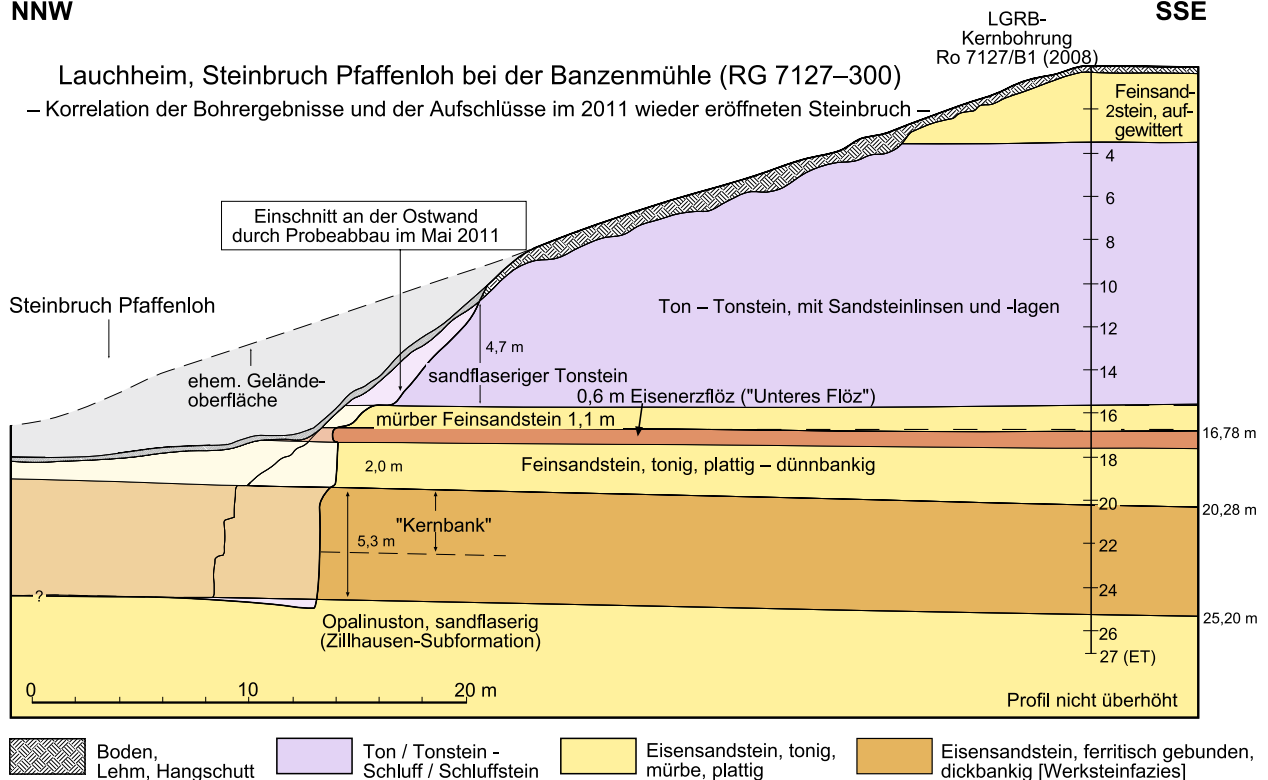 NNW
SSE
LGRB-
Kernbohrung
Ro 7127/B1 (2008)
Lauchheim, Steinbruch Pfaffenloh bei der Banzenmühle (RG 7127–300)
– Korrelation der Bohrergebnisse und der Aufschlüsse im 2011 wieder eröffneten Steinbruch –
Feinsand-
2stein, auf-
gewittert
4
6
8
10
12
14
16
16,78 m
18
20
20,28 m
22
24
25,20 m
26
27 (ET)
Einschnitt an der Ostwand
durch Probeabbau im Mai 2011
Steinbruch Pfaffenloh
ehem. Gelände-
oberfläche
Ton – Tonstein, mit Sandsteinlinsen und -lagen
4,7 m
sandflaseriger Tonstein
0,6 m Eisenerzflöz ("Unteres Flöz")
mürber Feinsandstein 1,1 m
2,0 m
Feinsandstein, tonig, plattig – dünnbankig
"Kernbank"
5,3 m
?
Opalinuston, sandflaserig
(Zillhausen-Subformation)
0 10 20 m
Profil nicht überhöht
Boden,
Lehm, Hangschutt
Ton / Tonstein -
Schluff / Schluffstein
Eisensandstein, tonig,
mürbe, plattig
Eisensandstein, ferritisch gebunden,
dickbankig [Werksteinfazies]